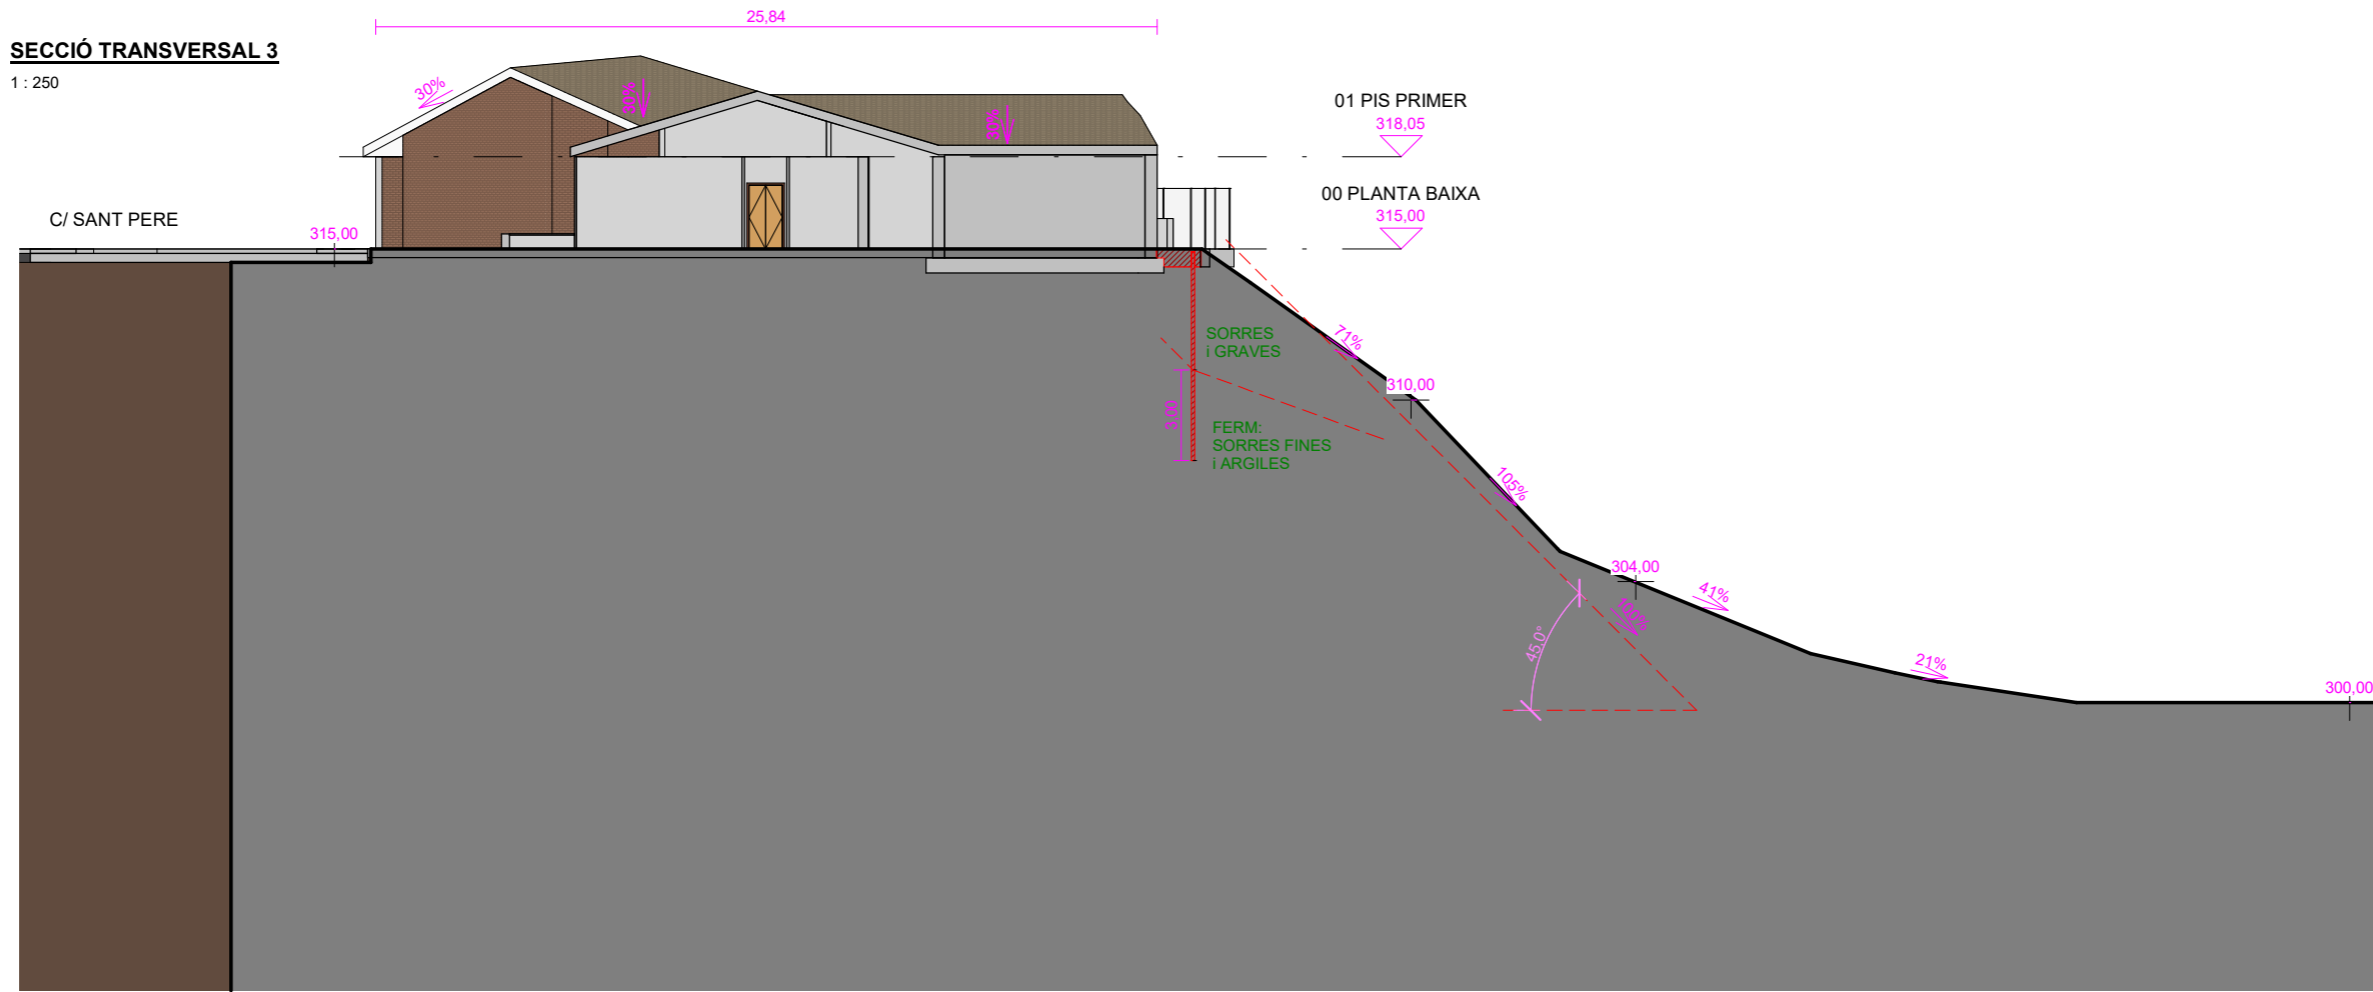 25,84
SECCIÓ TRANSVERSAL 3
1 : 250
30%
30%
30%
01 PIS PRIMER
318,05
00 PLANTA BAIXA
315,00
C/ SANT PERE
315,00
SORRES
i GRAVES
71%
310,00
3,00
FERM:
SORRES FINES
i ARGILES
105%
304,00
41%
100%
45,0°
21%
300,00